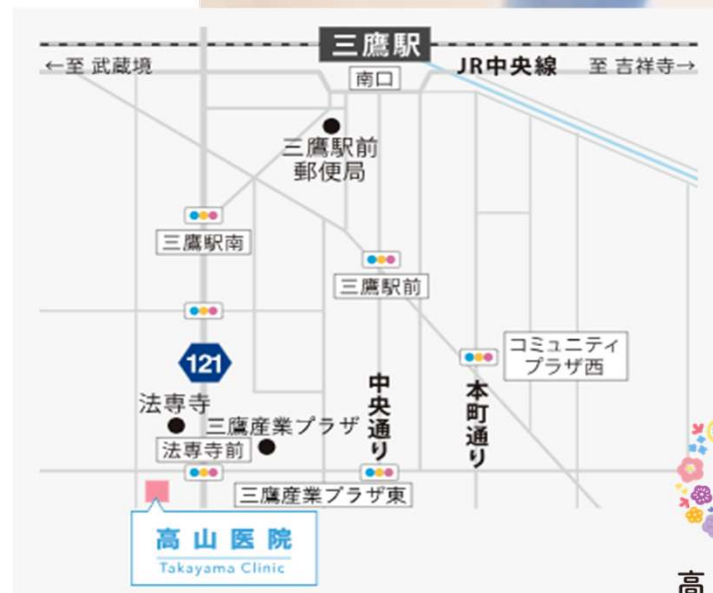 三鷹駅
←至 武蔵境
南口
JR中央線
至 吉祥寺→
三鷹駅前
郵便局
三鷹駅南
三鷹駅前
コミュニティ
プラザ西
121
中央通り
本町通り
法専寺
三鷹産業プラザ
法専寺前
三鷹産業プラザ東
高山医院
Takayama Clinic
高